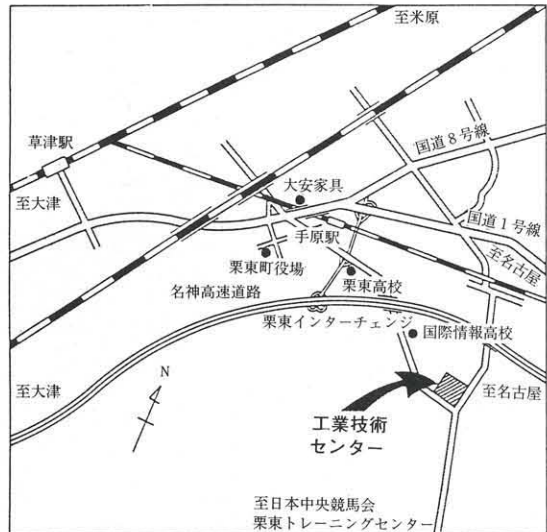 至米原
草津駅
国道8号線
大安家具
至大津
国道1号線
手原駅
至名古屋
栗東町役場
栗東高校
名神高速道路
栗東インターチェンジ
国際情報高校
N
至大津
至名古屋
工業技術
センター
至日本中央競馬会
栗東トレーニングセンター